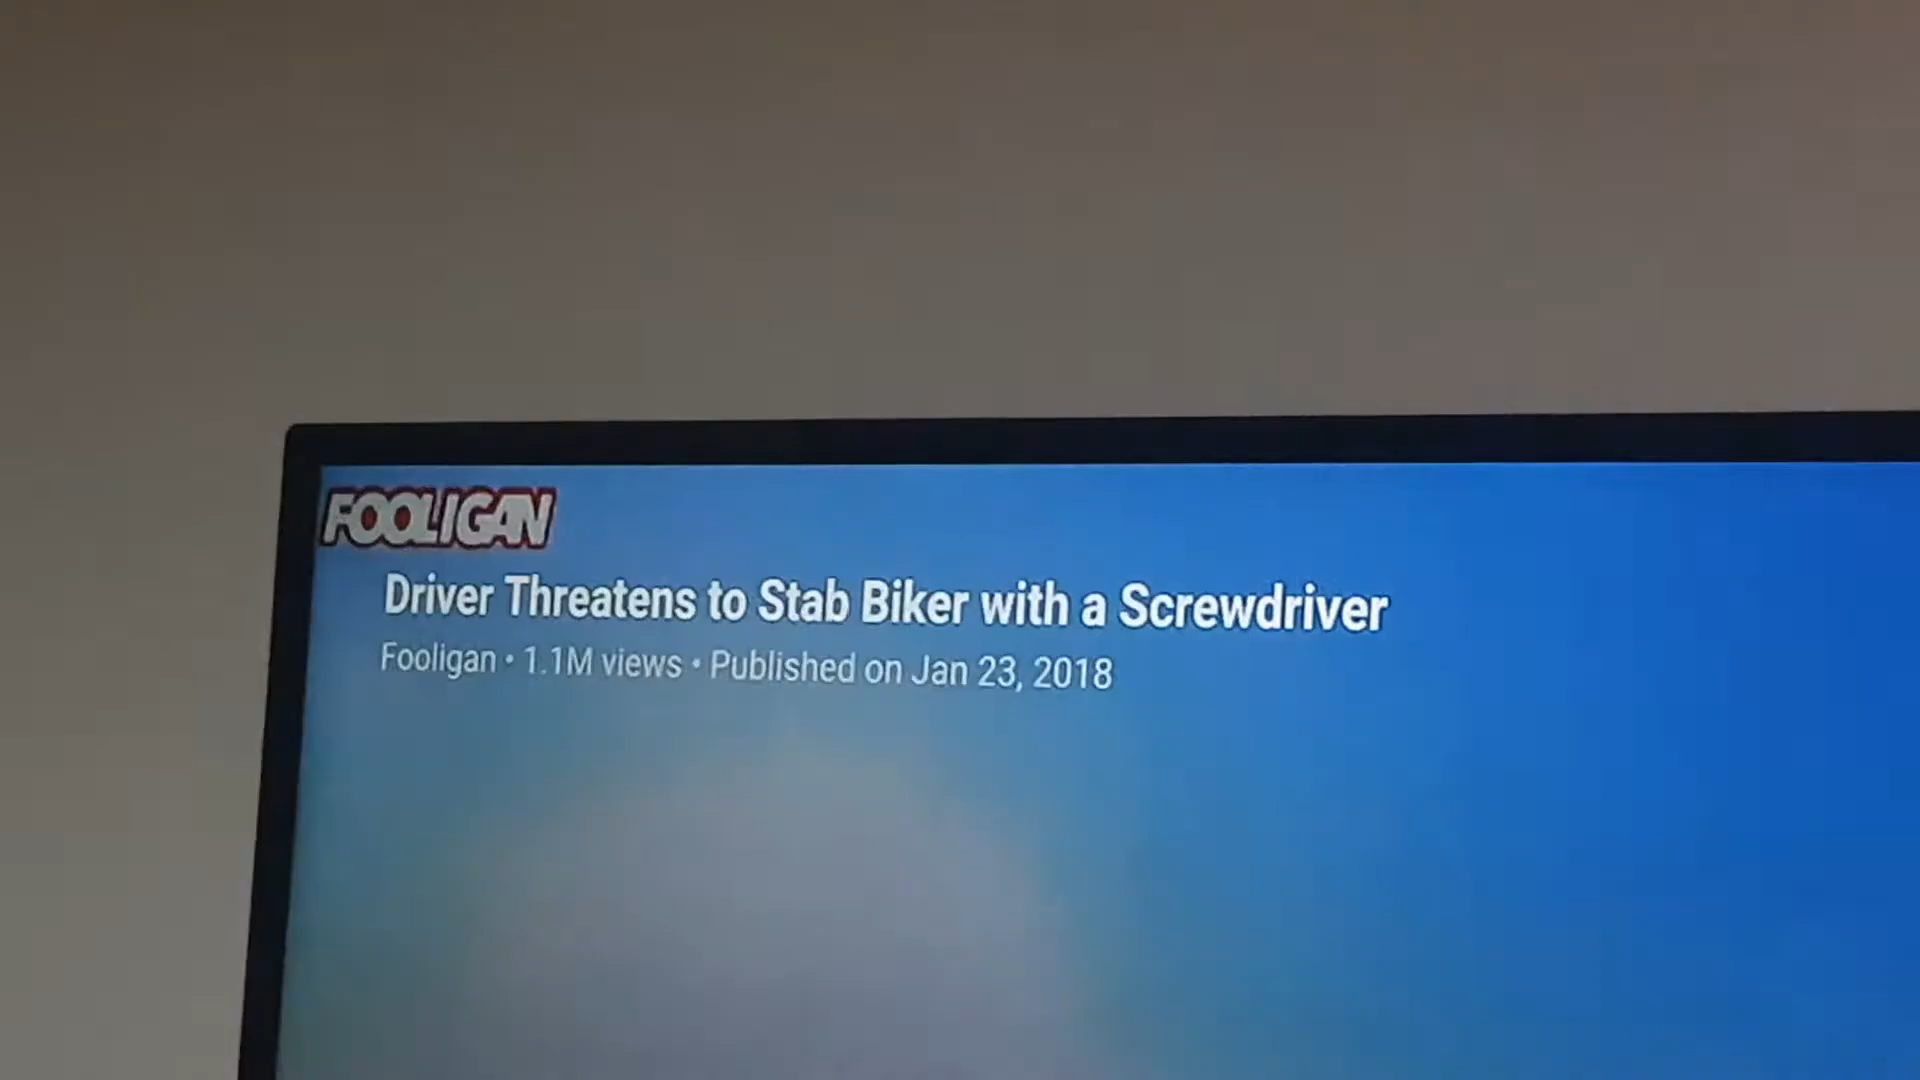 FOOLIGAN
Driver Threatens to Stab Biker with a Screwdriver
Fooligan • 1.1M views • Published on Jan 23, 2018